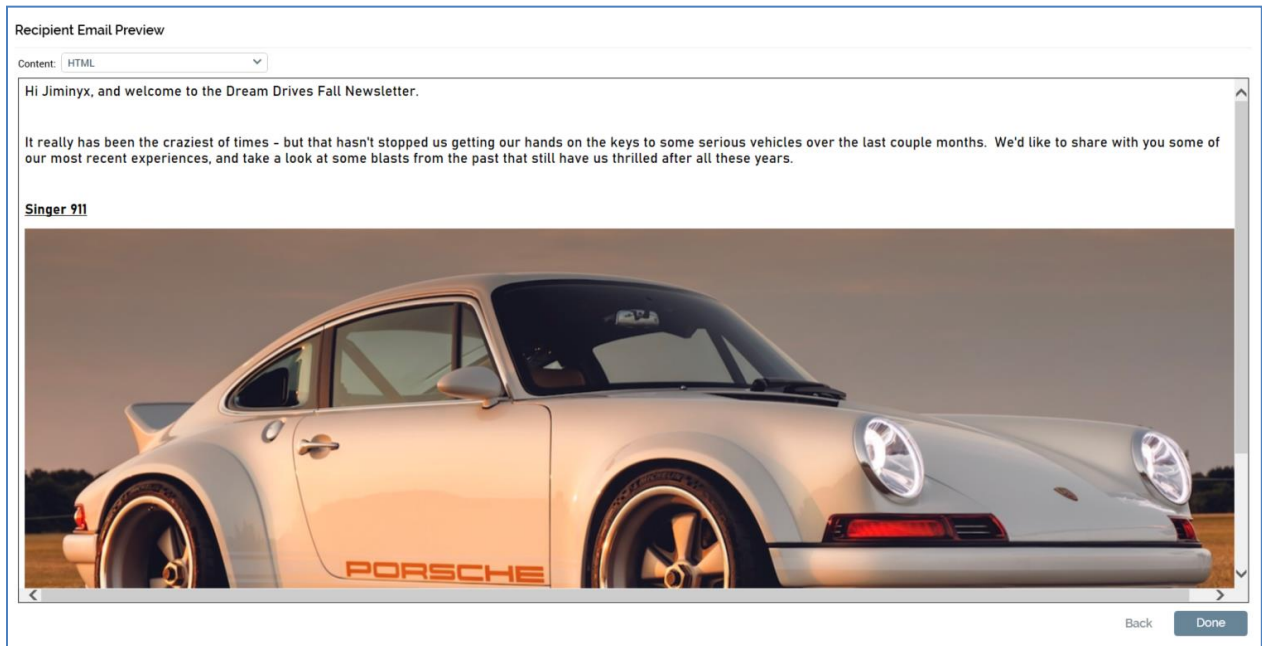 Recipient Email Preview
Content: HTML
Hi Jiminyx, and welcome to the Dream Drives Fall Newsletter.
It really has been the craziest of times - but that hasn't stopped us getting our hands on the keys to some serious vehicles over the last couple months. We'd like to share with you some of
our most recent experiences, and take a look at some blasts from the past that still have us thrilled after all these years.
Singer 911
PORSCHE
Back Done